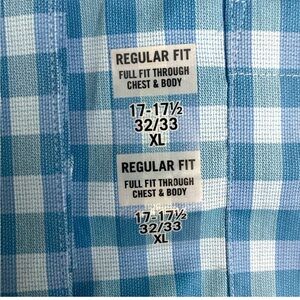 REGULAR FIT
FULL FIT THROUGH
CHEST & BODY
17-17½
32/33
XL
REGULAR FIT
FULL FIT THROUGH
CHEST & BODY
17-17½
32/33
XL